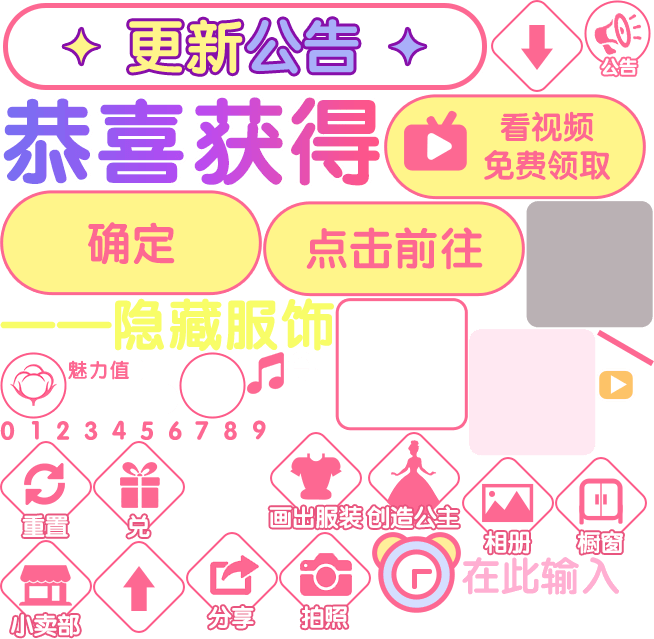 更新公告
公告
恭喜获得
看视频
免费领取
确定
点击前往
——隐藏服饰
魅力值
0 1 2 3 4 5 6 7 8 9
重置
兑
画出服装
创造公主
相册
橱窗
小卖部
分享
拍照
在此输入